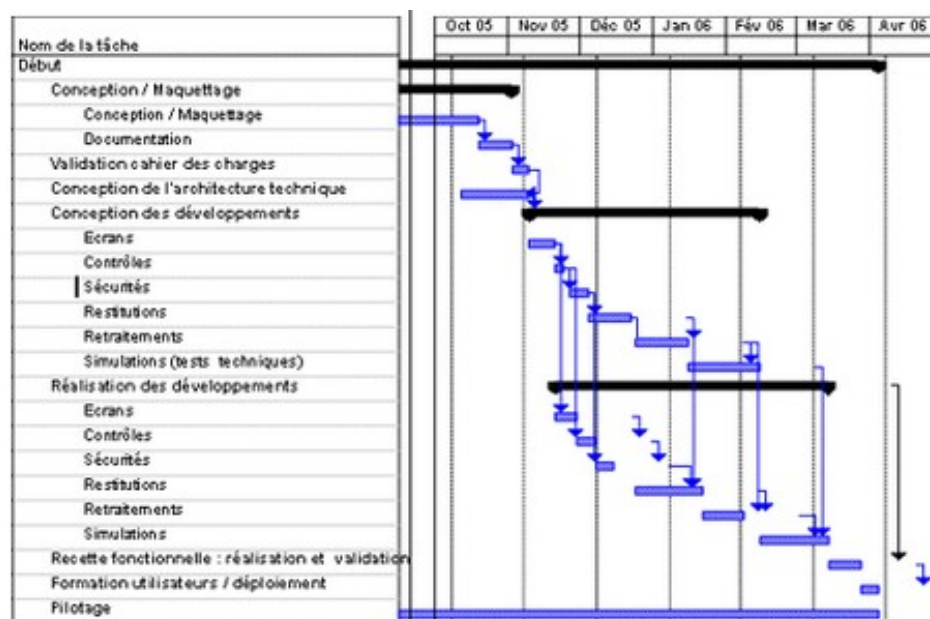 Oct 05 Nov 05 Déc 05 Jan 06 Fév 06 Mar 06 Avr 06
Nom de la tâche
Début
Conception / Maquettage
Conception / Maquettage
Documentation
Validation cahier des charges
Conception de l'architecture technique
Conception des développements
Ecrans
Contrôles
Sécurités
Restitutions
Retraitements
Simulations (tests techniques)
Réalisation des développements
Ecrans
Contrôles
Sécurités
Restitutions
Retraitements
Simulations
Recette fonctionnelle : réalisation et validation
Formation utilisateurs / déploiement
Pilotage